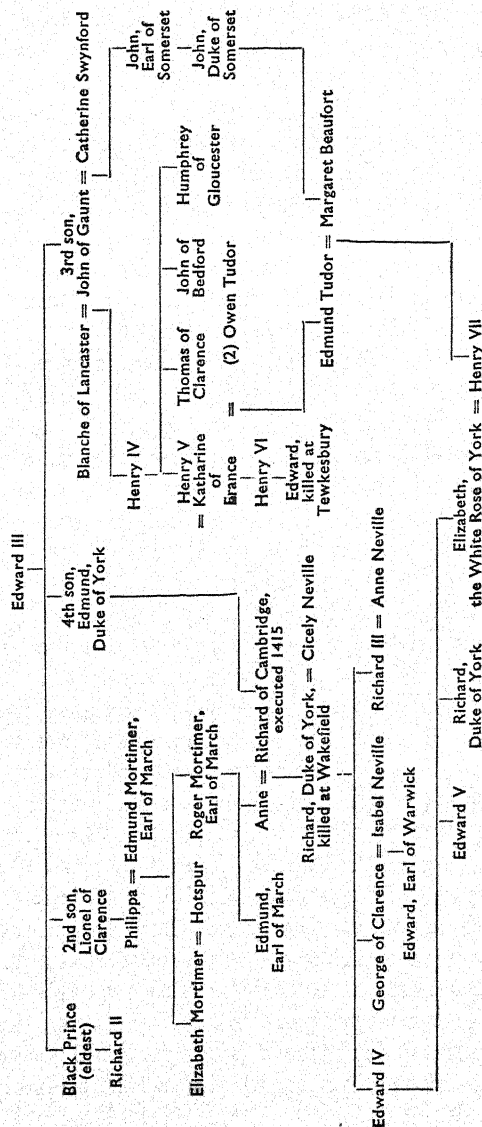 Edward III
Black Prince
(eldest)
Richard II
2nd son,
Lionel of
Clarence
Philippa = Edmund Mortimer,
Earl of March
Elizabeth Mortimer = Hotspur
Roger Mortimer,
Earl of March
Edmund,
Earl of March
Anne = Richard of Cambridge,
executed 1415
4th son,
Edmund,
Duke of York
Richard, Duke of York, = Cicely Neville
killed at Wakefield
Edward IV
George of Clarence = Isabel Neville
Richard III = Anne Neville
Edward, Earl of Warwick
Edward V
Richard,
Duke of York
Elizabeth,
the White Rose of York = Henry VII
3rd son,
Blanche of Lancaster = John of Gaunt = Catherine Swynford
Henry IV
John,
Earl of
Somerset
John,
Duke of
Somerset
Henry V
= Katharine
of
France
Thomas of
Clarence
John of
Bedford
Humphrey
of
Gloucester
= (2) Owen Tudor
Henry VI
Edward,
killed at
Tewkesbury
Edmund Tudor = Margaret Beaufort